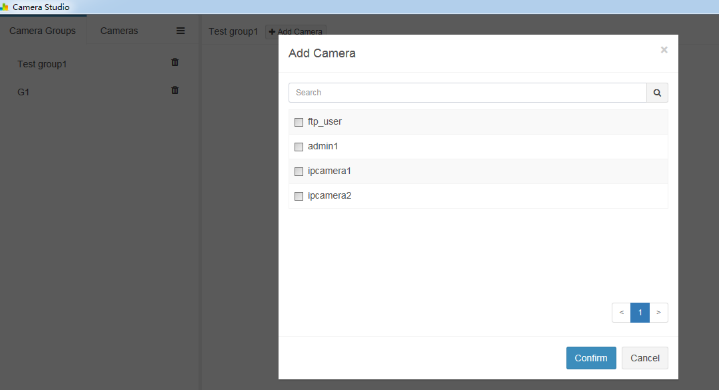 Camera Studio
Camera Groups Cameras
Test group1 + Add Camera
Test group1
G1
Add Camera ×
Search
ftp_user
admin1
ipcamera1
ipcamera2
< 1 >
Confirm Cancel